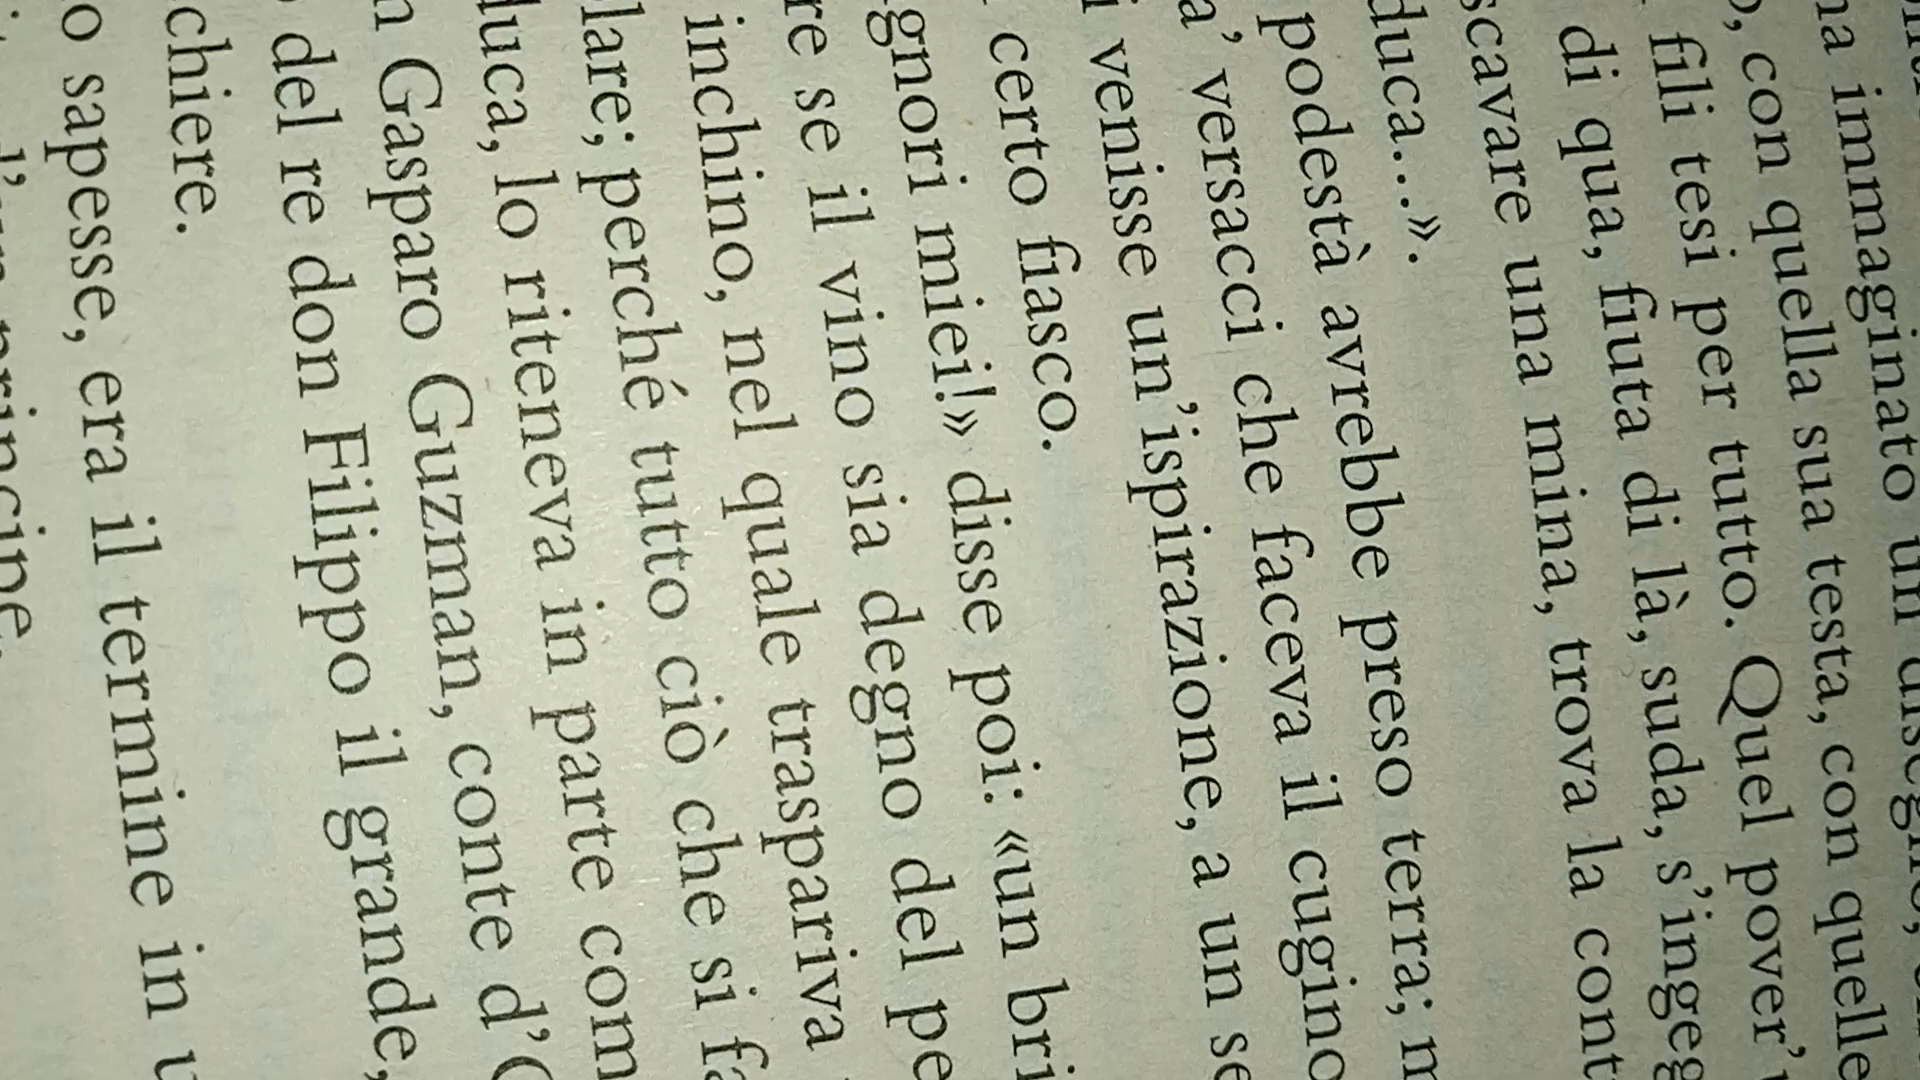 ma immaginato un
con quella sua testa, con quelle
fili tesi per tutto. Quel pover'
di qua, fiuta di là, suda, s'inge
scavare una mina, trova la cont
duca...».
podestà avrebbe preso terra; m
a' versacci che faceva il cugino
i venisse un'ispirazione, a un se
certo fiasco.
gnori miei!» disse poi: «un bri
re se il vino sia degno del pe
inchino, nel quale traspariva
lare; perché tutto ciò che si fa
duca, lo riteneva in parte com
n Gasparo Guzman, conte d'O
del re don Filippo il grande,
chiere.
o sapesse, era il termine in u
principe.